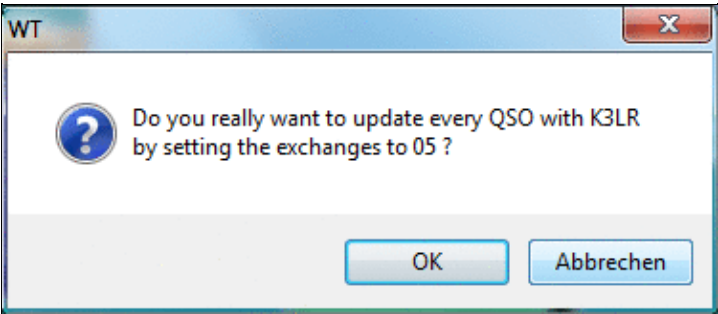 WT
Do you really want to update every QSO with K3LR
by setting the exchanges to 05 ?
OK
Abbrechen